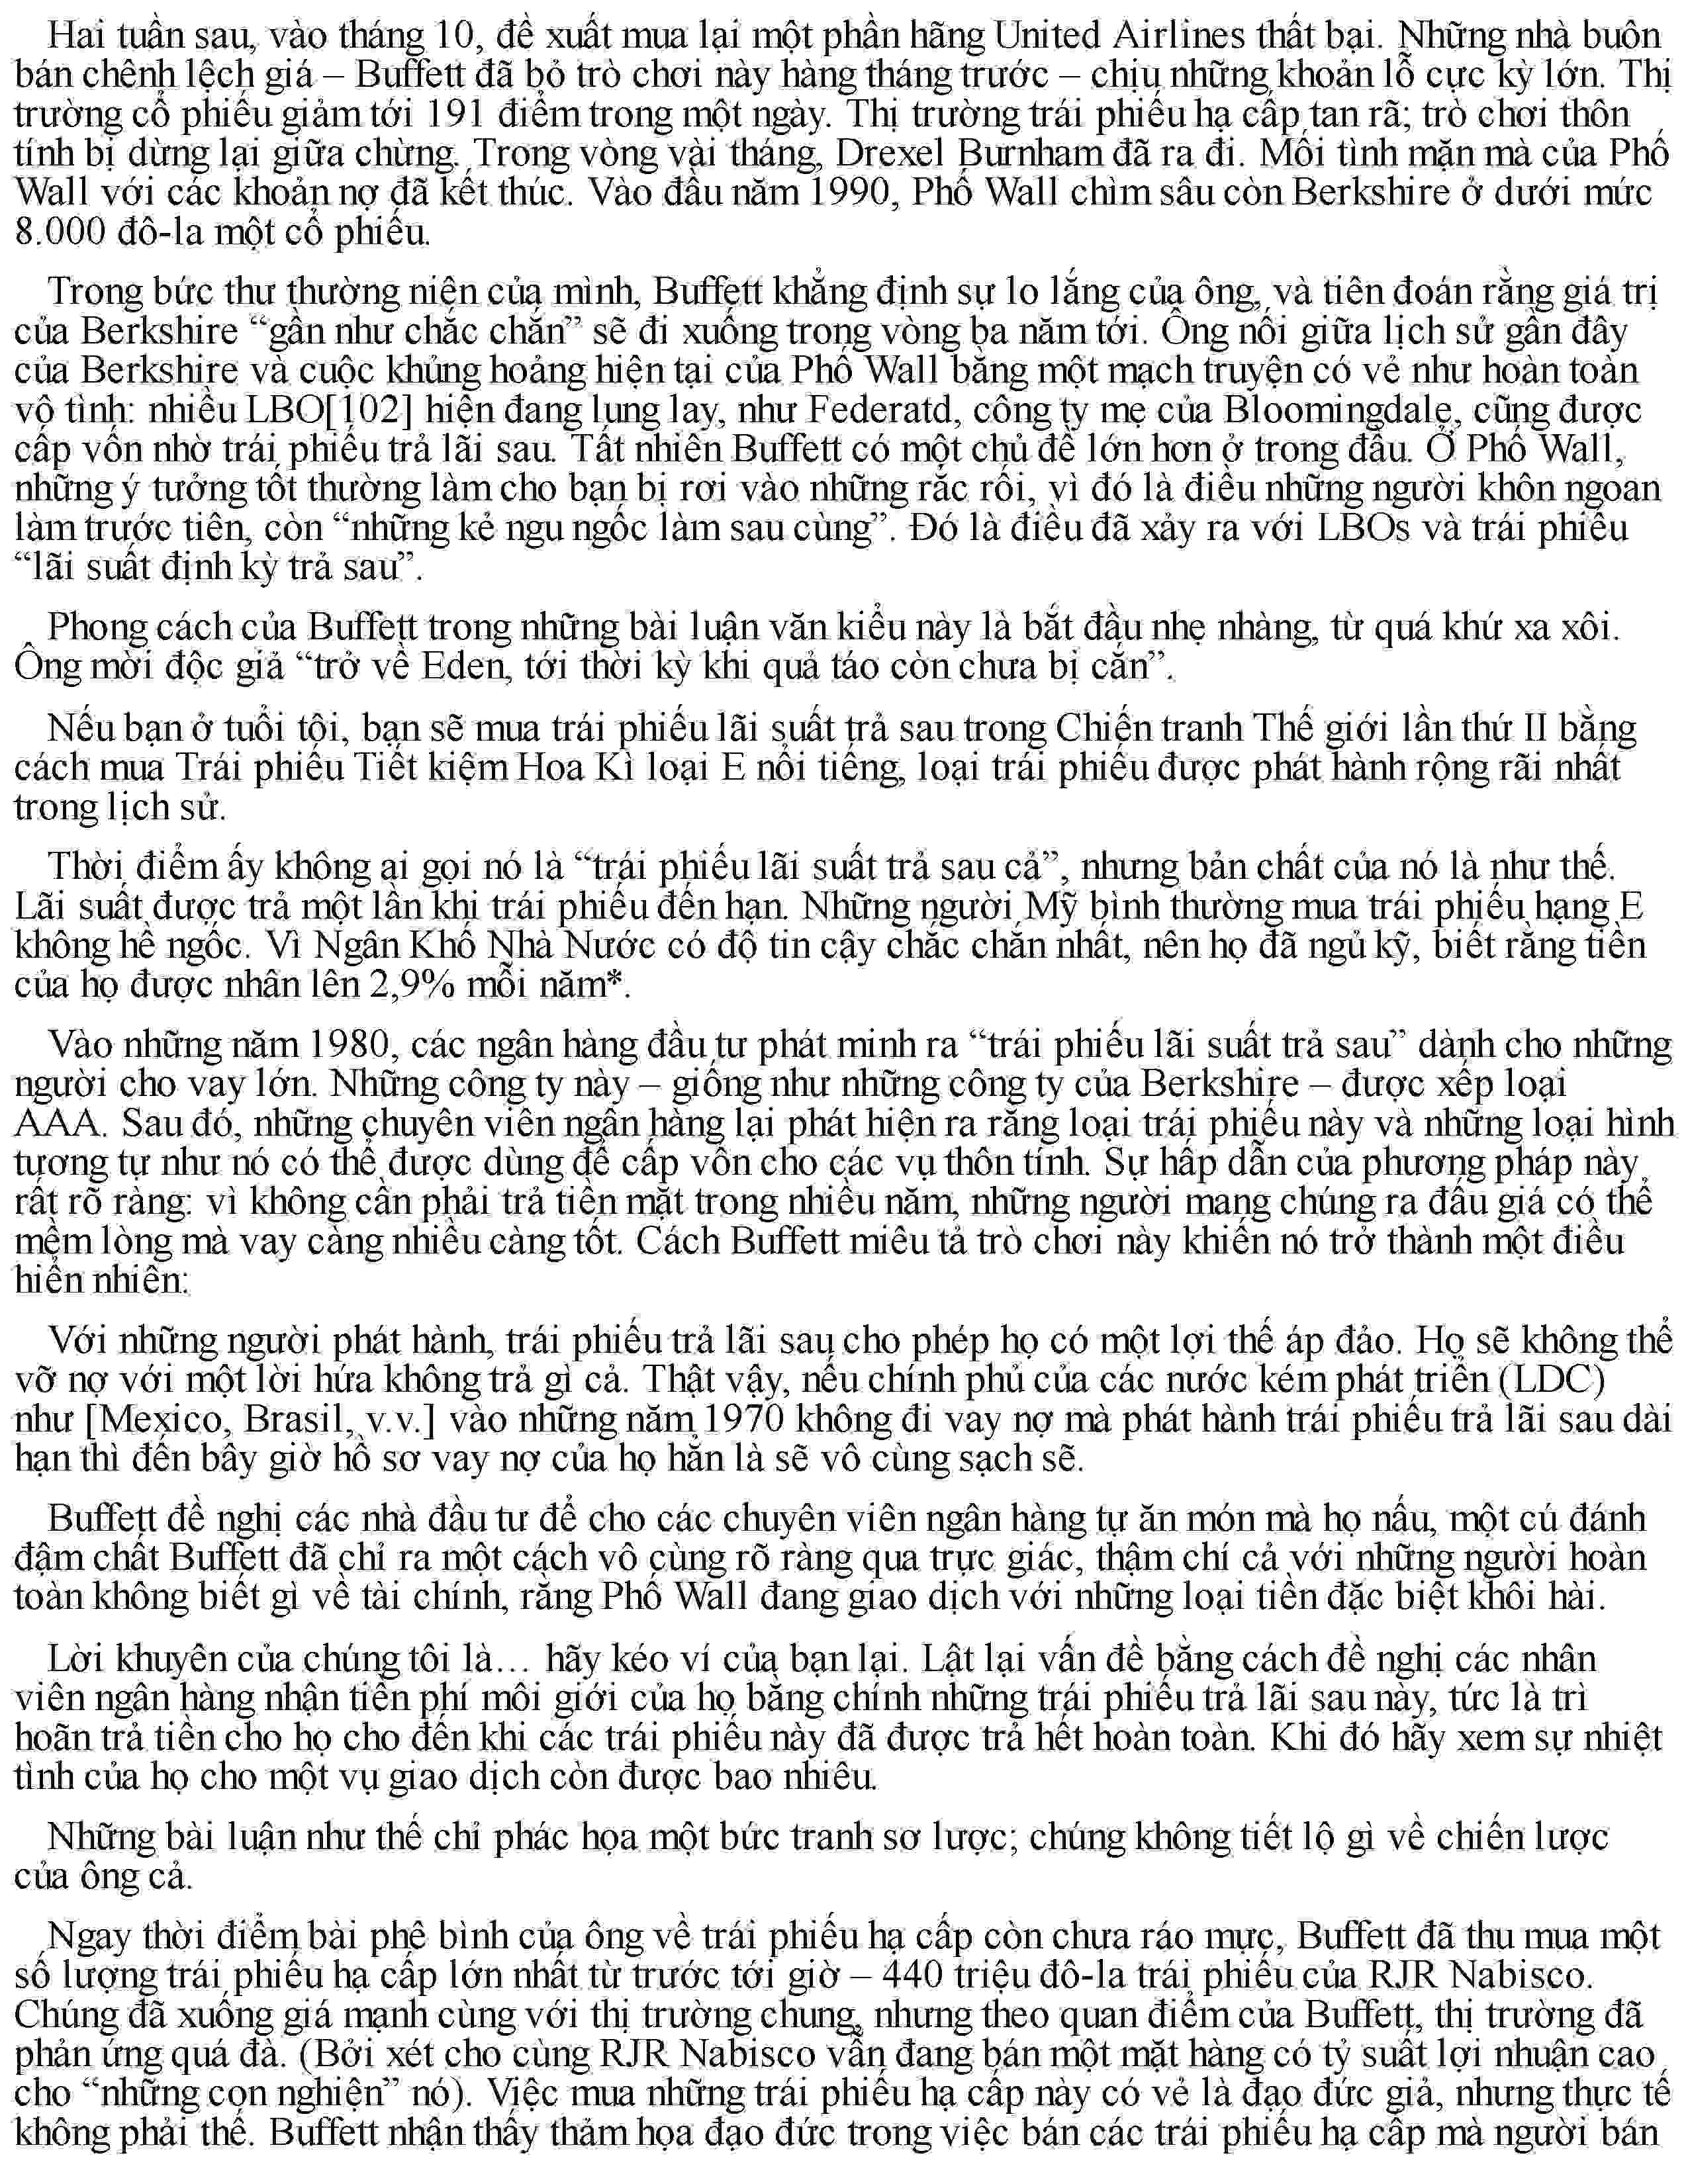 Hai tuần sau, vào tháng 10, đề xuất mua lại một phần hãng United Airlines thất bại. Những nhà buôn
bán chênh lệch giá – Buffett đã bỏ trò chơi này hàng tháng trước – chịu những khoản lỗ cực kỳ lớn. Thị
trường cổ phiếu giảm tới 191 điểm trong một ngày. Thị trường trái phiếu hạ cấp tan rã; trò chơi thôn
tính bị dừng lại giữa chừng. Trong vòng vài tháng, Drexel Burnham đã ra đi. Mối tình mặn mà của Phố
Wall với các khoản nợ đã kết thúc. Vào đầu năm 1990, Phố Wall chìm sâu còn Berkshire ở dưới mức
8.000 đô-la một cổ phiếu.
Trong bức thư thường niên của mình, Buffett khẳng định sự lo lắng của ông, và tiên đoán rằng giá trị
của Berkshire “gần như chắc chắn” sẽ đi xuống trong vòng ba năm tới. Ông nối giữa lịch sử gần đây
của Berkshire và cuộc khủng hoảng hiện tại của Phố Wall bằng một mạch truyện có vẻ như hoàn toàn
vô tình: nhiều LBO[102] hiện đang lung lay, như Federatd, công ty mẹ của Bloomingdale, cũng được
cấp vốn nhờ trái phiếu trả lãi sau. Tất nhiên Buffett có một chủ đề lớn hơn ở trong đầu. Ở Phố Wall,
những ý tưởng tốt thường làm cho bạn bị rơi vào những rắc rối, vì đó là điều những người khôn ngoan
làm trước tiên, còn “những kẻ ngu ngốc làm sau cùng”. Đó là điều đã xảy ra với LBOs và trái phiếu
“lãi suất định kỳ trả sau”.
Phong cách của Buffett trong những bài luận văn kiểu này là bắt đầu nhẹ nhàng, từ quá khứ xa xôi.
Ông mời độc giả “trở về Eden, tới thời kỳ khi quả táo còn chưa bị cắn”.
Nếu bạn ở tuổi tôi, bạn sẽ mua trái phiếu lãi suất trả sau trong Chiến tranh Thế giới lần thứ II bằng
cách mua Trái phiếu Tiết kiệm Hoa Kì loại E nổi tiếng, loại trái phiếu được phát hành rộng rãi nhất
trong lịch sử.
Thời điểm ấy không ai gọi nó là “trái phiếu lãi suất trả sau cả”, nhưng bản chất của nó là như thế.
Lãi suất được trả một lần khi trái phiếu đến hạn. Những người Mỹ bình thường mua trái phiếu hạng E
không hề ngốc. Vì Ngân Khố Nhà Nước có độ tin cậy chắc chắn nhất, nên họ đã ngủ kỹ, biết rằng tiền
của họ được nhân lên 2,9% mỗi năm*.
Vào những năm 1980, các ngân hàng đầu tư phát minh ra “trái phiếu lãi suất trả sau” dành cho những
người cho vay lớn. Những công ty này – giống như những công ty của Berkshire – được xếp loại
AAA. Sau đó, những chuyên viên ngân hàng lại phát hiện ra rằng loại trái phiếu này và những loại hình
tương tự như nó có thể được dùng để cấp vốn cho các vụ thôn tính. Sự hấp dẫn của phương pháp này
rất rõ ràng: vì không cần phải trả tiền mặt trong nhiều năm, những người mang chúng ra đấu giá có thể
mềm lòng mà vay càng nhiều càng tốt. Cách Buffett miêu tả trò chơi này khiến nó trở thành một điều
hiển nhiên:
Với những người phát hành, trái phiếu trả lãi sau cho phép họ có một lợi thế áp đảo. Họ sẽ không thể
vỡ nợ với một lời hứa không trả gì cả. Thật vậy, nếu chính phủ của các nước kém phát triển (LDC)
như [Mexico, Brasil, v.v.] vào những năm 1970 không đi vay nợ mà phát hành trái phiếu trả lãi sau dài
hạn thì đến bây giờ hồ sơ vay nợ của họ hẳn là sẽ vô cùng sạch sẽ.
Buffett đề nghị các nhà đầu tư để cho các chuyên viên ngân hàng tự ăn món mà họ nấu, một cú đánh
đậm chất Buffett đã chỉ ra một cách vô cùng rõ ràng qua trực giác, thậm chí cả với những người hoàn
toàn không biết gì về tài chính, rằng Phố Wall đang giao dịch với những loại tiền đặc biệt khôi hài.
Lời khuyên của chúng tôi là… hãy kéo ví của bạn lại. Lật lại vấn đề bằng cách đề nghị các nhân
viên ngân hàng nhận tiền phí môi giới của họ bằng chính những trái phiếu trả lãi sau này, tức là trì
hoãn trả tiền cho họ cho đến khi các trái phiếu này đã được trả hết hoàn toàn. Khi đó hãy xem sự nhiệt
tình của họ cho một vụ giao dịch còn được bao nhiêu.
Những bài luận như thế chỉ phác họa một bức tranh sơ lược; chúng không tiết lộ gì về chiến lược
của ông cả.
Ngay thời điểm bài phê bình của ông về trái phiếu hạ cấp còn chưa ráo mực, Buffett đã thu mua một
số lượng trái phiếu hạ cấp lớn nhất từ trước tới giờ – 440 triệu đô-la trái phiếu của RJR Nabisco.
Chúng đã xuống giá mạnh cùng với thị trường chung, nhưng theo quan điểm của Buffett, thị trường đã
phản ứng quá đà. (Bởi xét cho cùng RJR Nabisco vẫn đang bán một mặt hàng có tỷ suất lợi nhuận cao
cho “những con nghiện” nó). Việc mua những trái phiếu hạ cấp này có vẻ là đạo đức giả, nhưng thực tế
không phải thế. Buffett nhận thấy thảm họa đạo đức trong việc bán các trái phiếu hạ cấp mà người bán